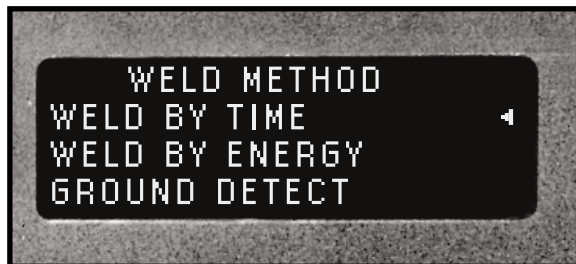 WELD METHOD
WELD BY TIME
WELD BY ENERGY
GROUND DETECT